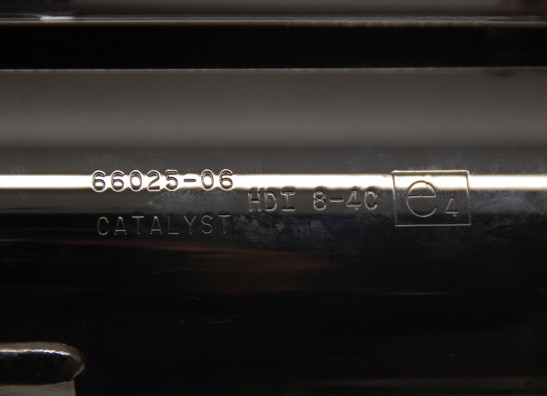 66025-06
CATALYST
HDI 8-4C
e4